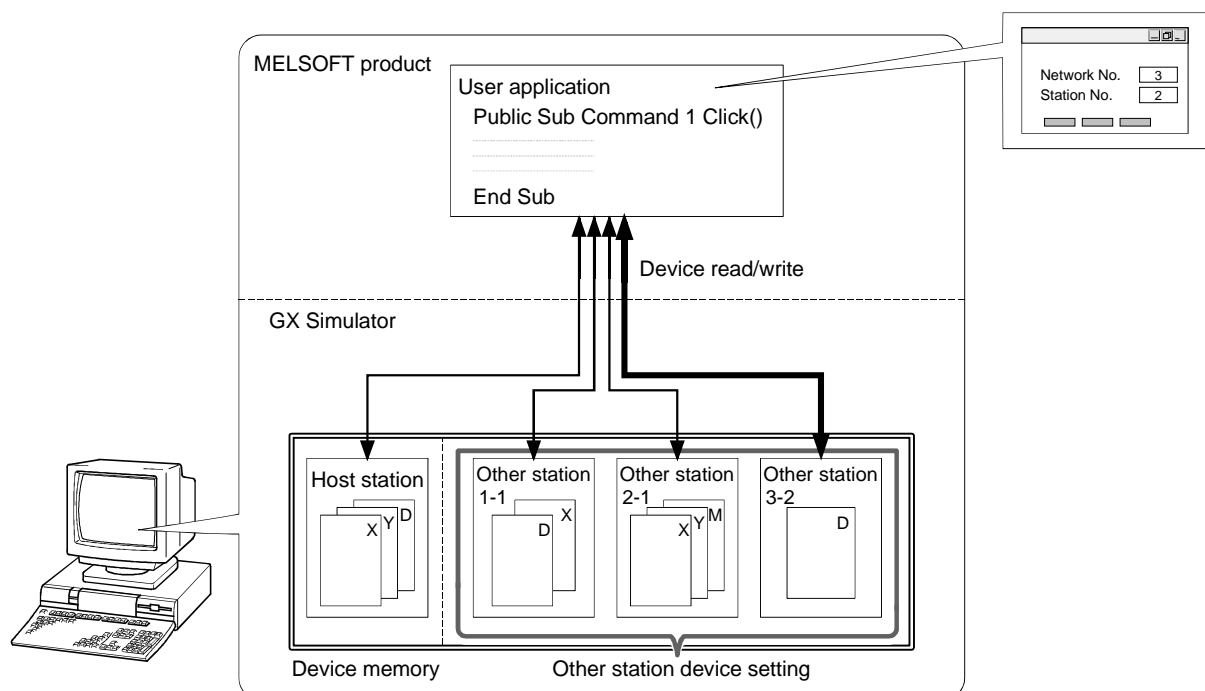 MELSOFT product
User application
Public Sub Command 1 Click()
End Sub
Network No. 3
Station No. 2
Device read/write
GX Simulator
Host station
X Y D
Other station
1-1
D X
Other station
2-1
X Y M
Other station
3-2
D
Device memory
Other station device setting